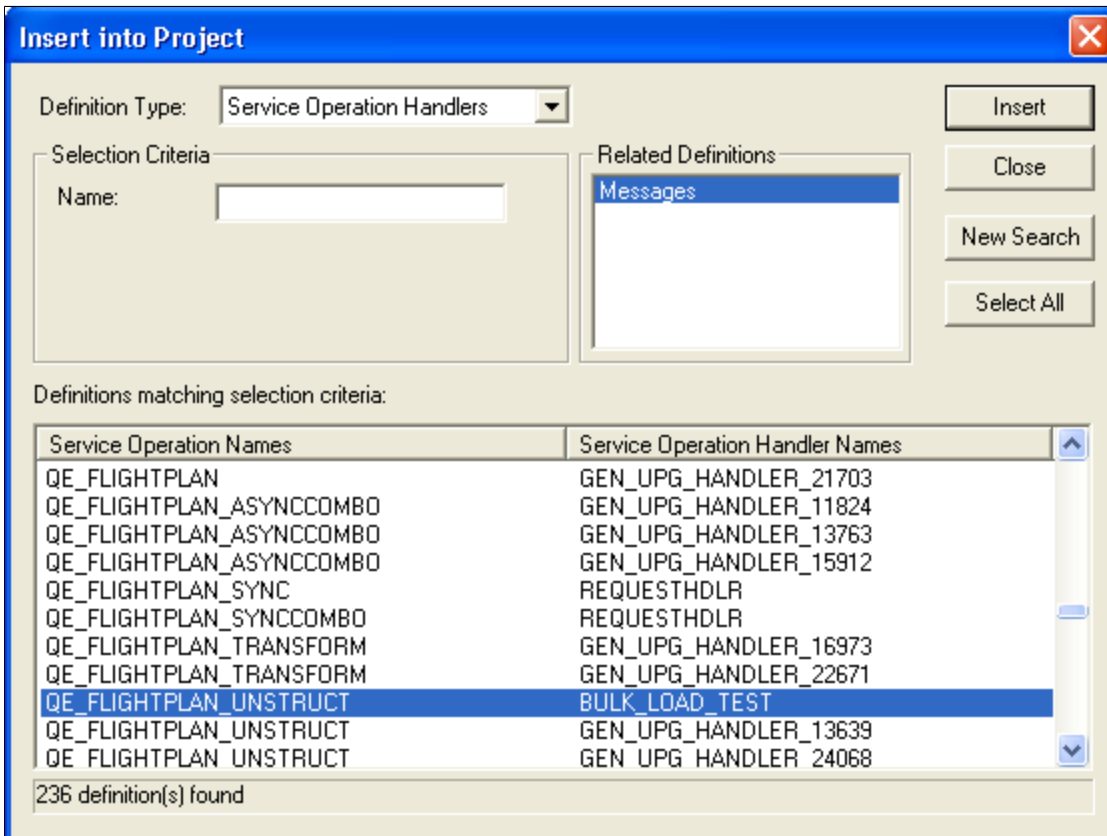 Insert into Project
Definition Type: Service Operation Handlers
Insert
Selection Criteria
Related Definitions
Close
Name:
Messages
New Search
Select All
Definitions matching selection criteria:
Service Operation Names Service Operation Handler Names
QE_FLIGHTPLAN GEN_UPG_HANDLER_21703
QE_FLIGHTPLAN_ASYNCCOMBO GEN_UPG_HANDLER_11824
QE_FLIGHTPLAN_ASYNCCOMBO GEN_UPG_HANDLER_13763
QE_FLIGHTPLAN_ASYNCCOMBO GEN_UPG_HANDLER_15912
QE_FLIGHTPLAN_SYNC REQUESTHDLR
QE_FLIGHTPLAN_SYNCCOMBO REQUESTHDLR
QE_FLIGHTPLAN_TRANSFORM GEN_UPG_HANDLER_16973
QE_FLIGHTPLAN_TRANSFORM GEN_UPG_HANDLER_22671
QE_FLIGHTPLAN_UNSTRUCT BULK_LOAD_TEST
QE_FLIGHTPLAN_UNSTRUCT GEN_UPG_HANDLER_13639
QE_FLIGHTPLAN_UNSTRUCT GEN_UPG_HANDLER_24068
236 definition(s) found